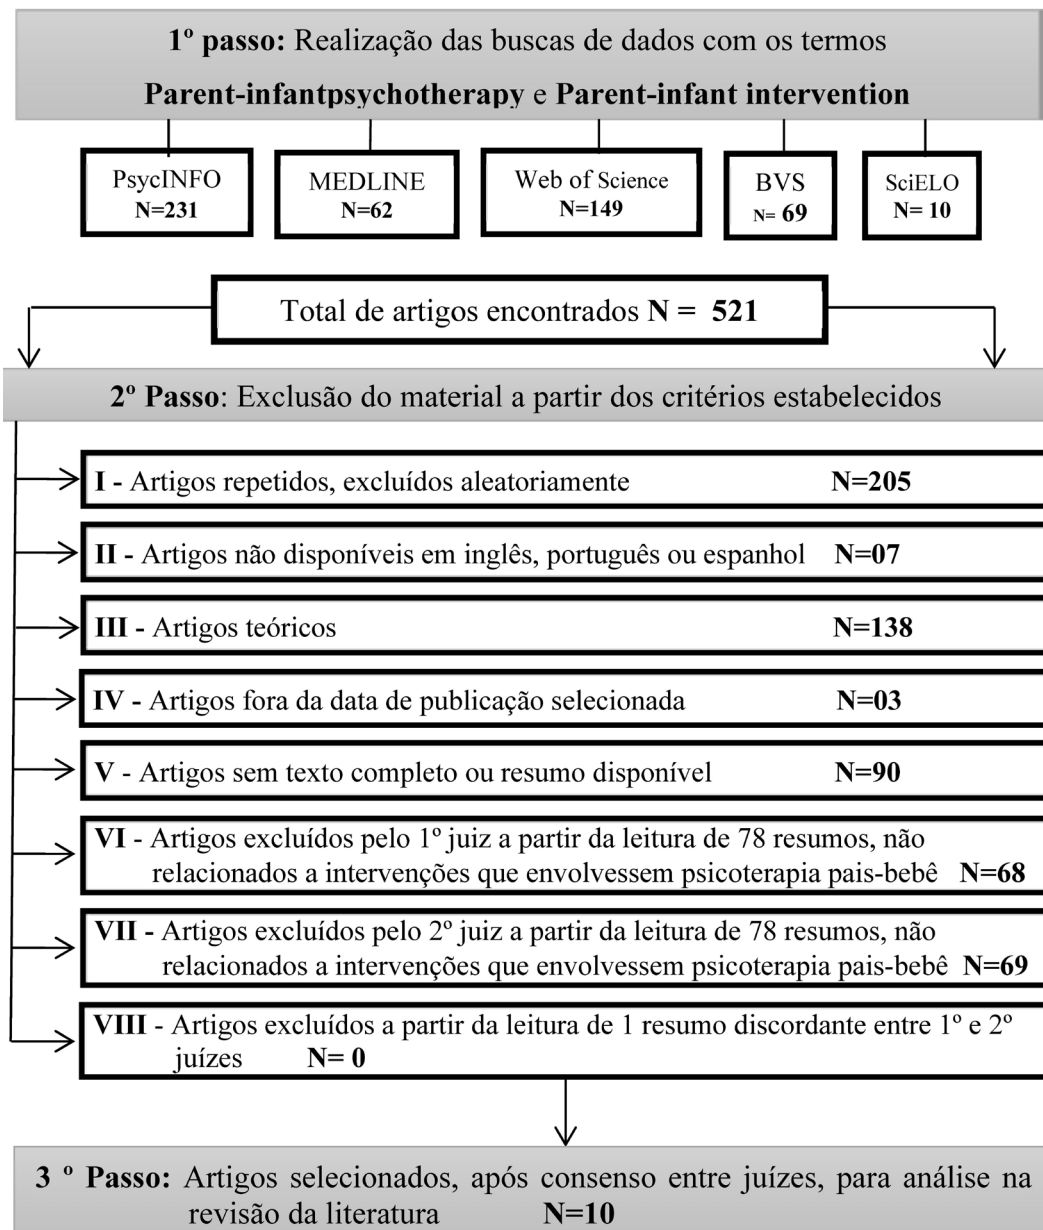 1º passo: Realização das buscas de dados com os termos
Parent-infantpsychotherapy e Parent-infant intervention
PsycINFO
N=231
MEDLINE
N=62
Web of Science
N=149
BVS
N= 69
SciELO
N= 10
Total de artigos encontrados N = 521
2º Passo: Exclusão do material a partir dos critérios estabelecidos
I - Artigos repetidos, excluídos aleatoriamente N=205
II - Artigos não disponíveis em inglês, português ou espanhol N=07
III - Artigos teóricos N=138
IV - Artigos fora da data de publicação selecionada N=03
V - Artigos sem texto completo ou resumo disponível N=90
VI - Artigos excluídos pelo 1º juiz a partir da leitura de 78 resumos, não
relacionados a intervenções que envolvessem psicoterapia pais-bebê N=68
VII - Artigos excluídos pelo 2º juiz a partir da leitura de 78 resumos, não
relacionados a intervenções que envolvessem psicoterapia pais-bebê N=69
VIII - Artigos excluídos a partir da leitura de 1 resumo discordante entre 1º e 2º
juízes N= 0
3 º Passo: Artigos selecionados, após consenso entre juízes, para análise na
revisão da literatura N=10